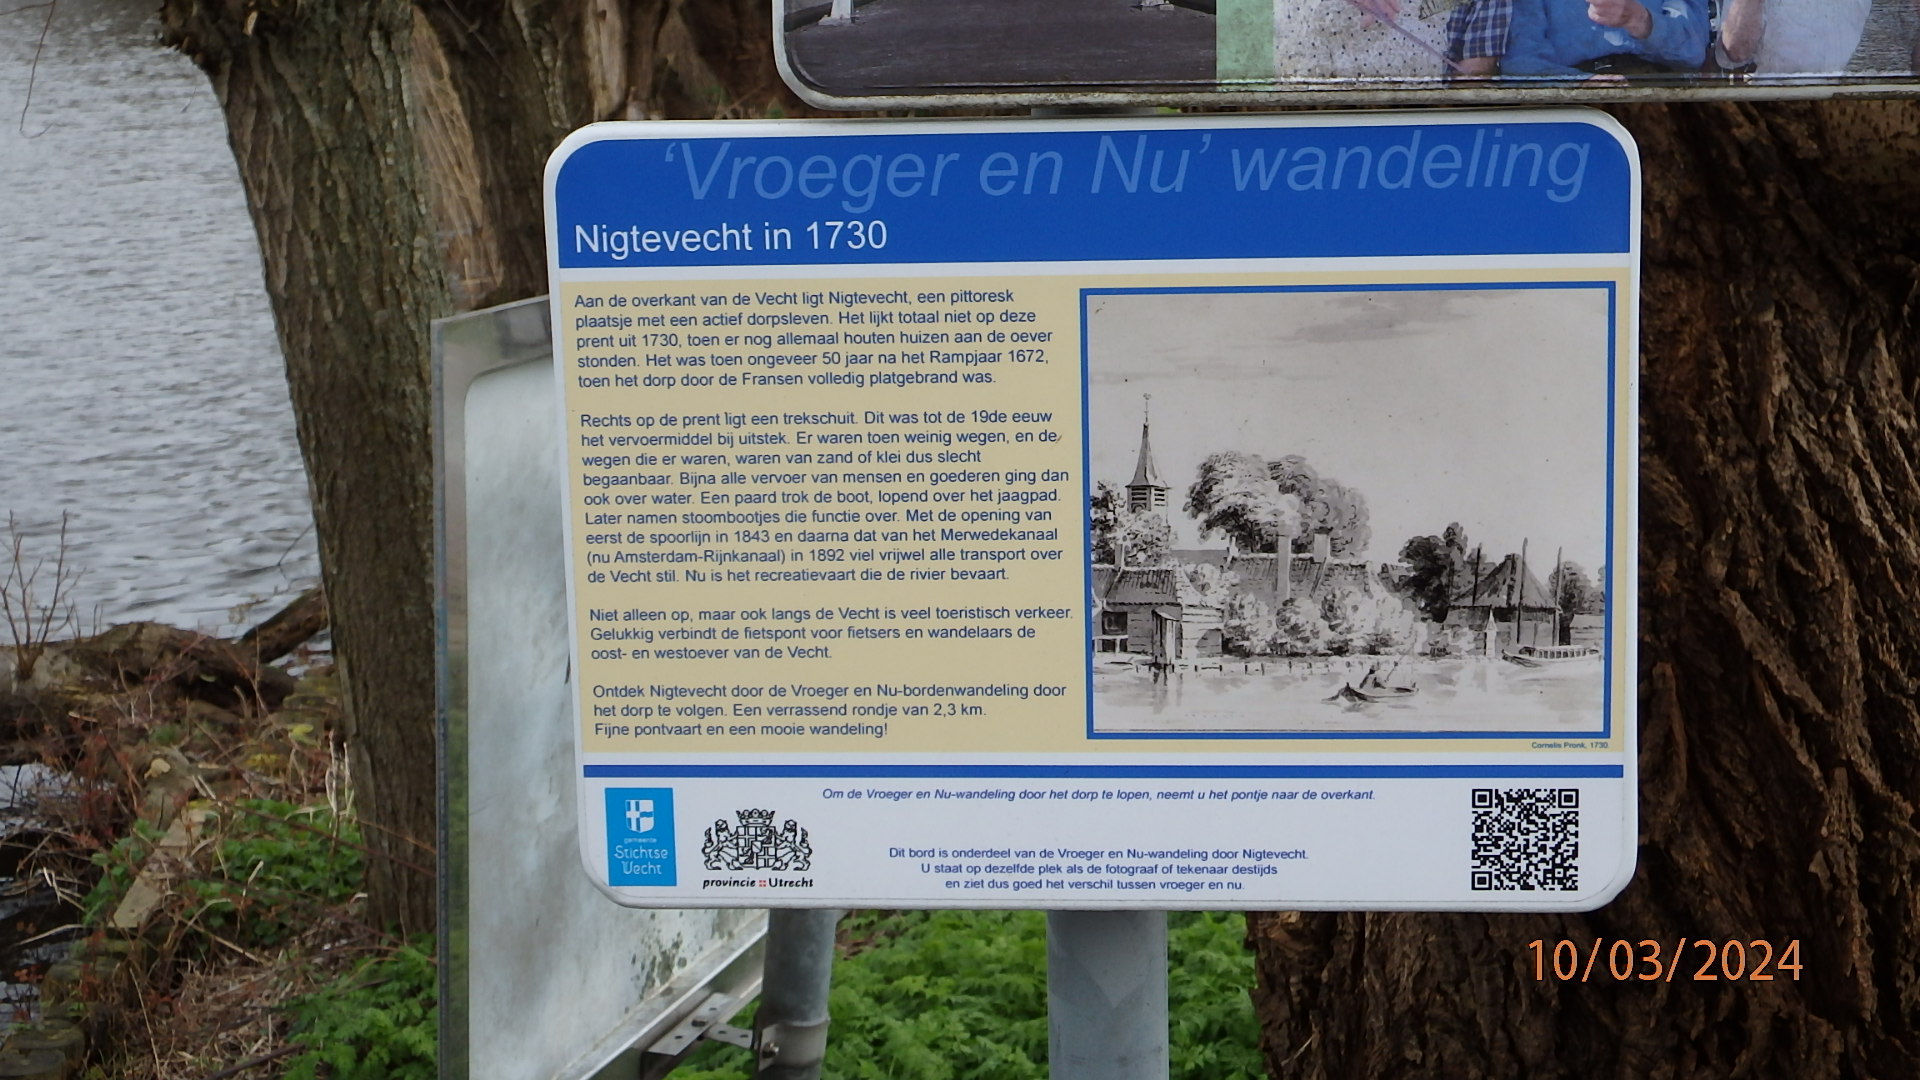 'Vroeger en Nu' wandeling
Nigtevecht in 1730
Aan de overkant van de Vecht ligt Nigtevecht, een pittoresk
plaatsje met een actief dorpsleven. Het lijkt totaal niet op deze
prent uit 1730, toen er nog allemaal houten huizen aan de oever
stonden. Het was toen ongeveer 50 jaar na het Rampjaar 1672,
toen het dorp door de Fransen volledig platgebrand was.
Rechts op de prent ligt een trekschuit. Dit was tot de 19de eeuw
het vervoermiddel bij uitstek. Er waren toen weinig wegen, en de
wegen die er waren, waren van zand of klei dus slecht
begaanbaar. Bijna alle vervoer van mensen en goederen ging dan
ook over water. Een paard trok de boot, lopend over het jaagpad.
Later namen stoombootjes die functie over. Met de opening van
eerst de spoorlijn in 1843 en daarna dat van het Merwedekanaal
(nu Amsterdam-Rijnkanaal) in 1892 viel vrijwel alle transport over
de Vecht stil. Nu is het recreatievaart die de rivier bevaart.
Niet alleen op, maar ook langs de Vecht is veel toeristisch verkeer.
Gelukkig verbindt de fietspont voor fietsers en wandelaars de
oost- en westoever van de Vecht.
Ontdek Nigtevecht door de Vroeger en Nu-bordenwandeling door
het dorp te volgen. Een verrassend rondje van 2,3 km.
Fijne pontvaart en een mooie wandeling!
Cornelis Pronk, 1730
Om de Vroeger en Nu-wandeling door het dorp te lopen, neemt u het pontje naar de overkant.
gemeente
Stichtse
Vecht
provincie Utrecht
Dit bord is onderdeel van de Vroeger en Nu-wandeling door Nigtevecht.
U staat op dezelfde plek als de fotograaf of tekenaar destijds
en ziet dus goed het verschil tussen vroeger en nu.
10/03/2024